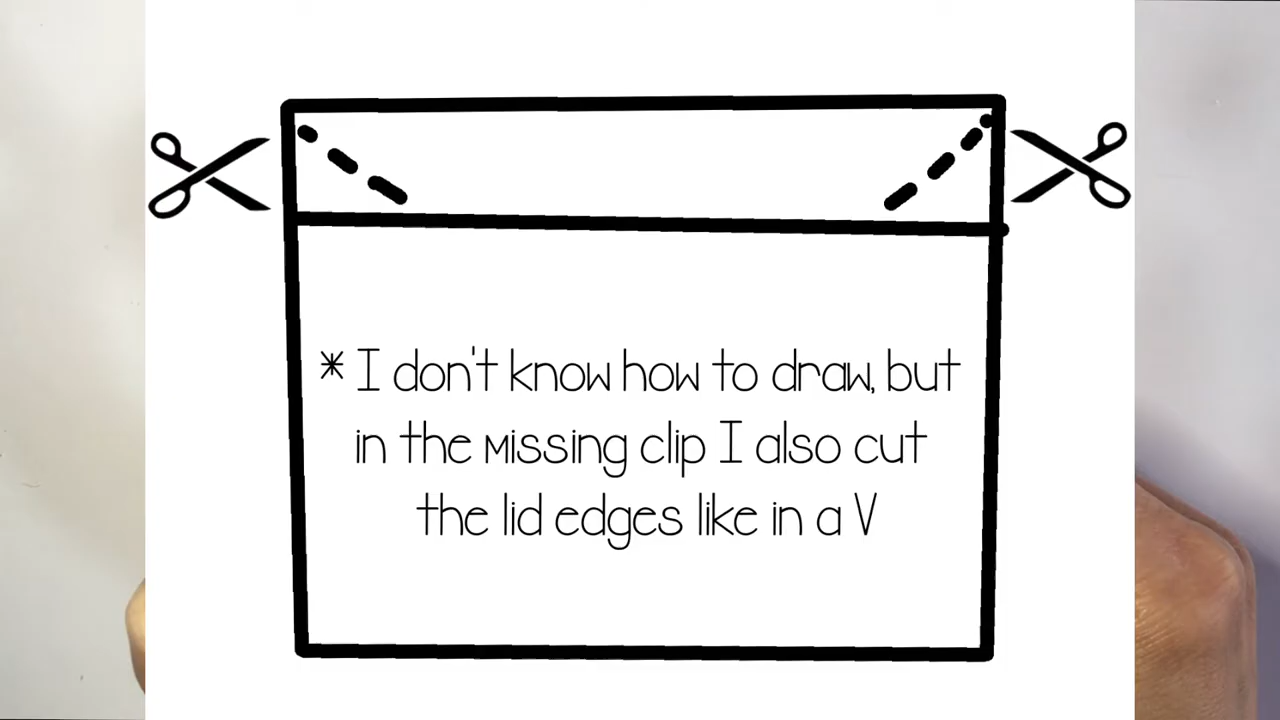 * I don't know how to draw, but
in the missing clip I also cut
the lid edges like in a V